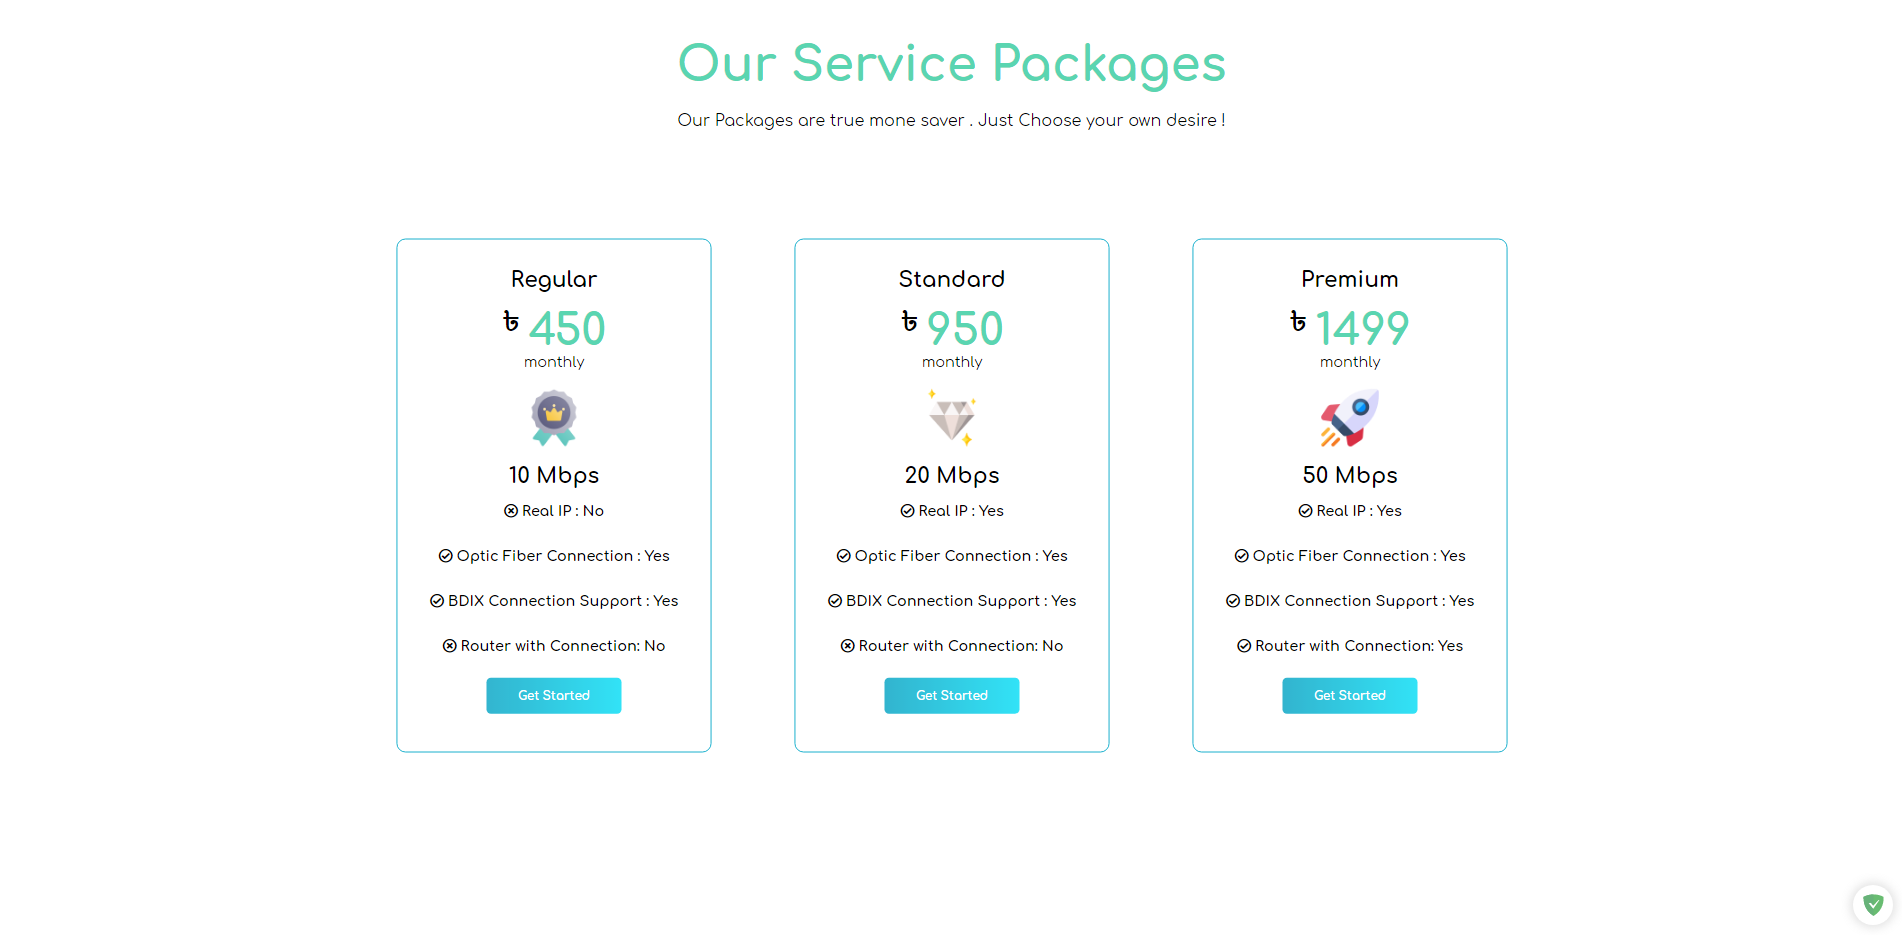 Our Service Packages
Our Packages are true mone saver . Just Choose your own desire !
Regular
৳ 450
monthly
10 Mbps
Real IP : No
Optic Fiber Connection : Yes
BDIX Connection Support : Yes
Router with Connection: No
Get Started
Standard
৳ 950
monthly
20 Mbps
Real IP : Yes
Optic Fiber Connection : Yes
BDIX Connection Support : Yes
Router with Connection: No
Get Started
Premium
৳ 1499
monthly
50 Mbps
Real IP : Yes
Optic Fiber Connection : Yes
BDIX Connection Support : Yes
Router with Connection: Yes
Get Started